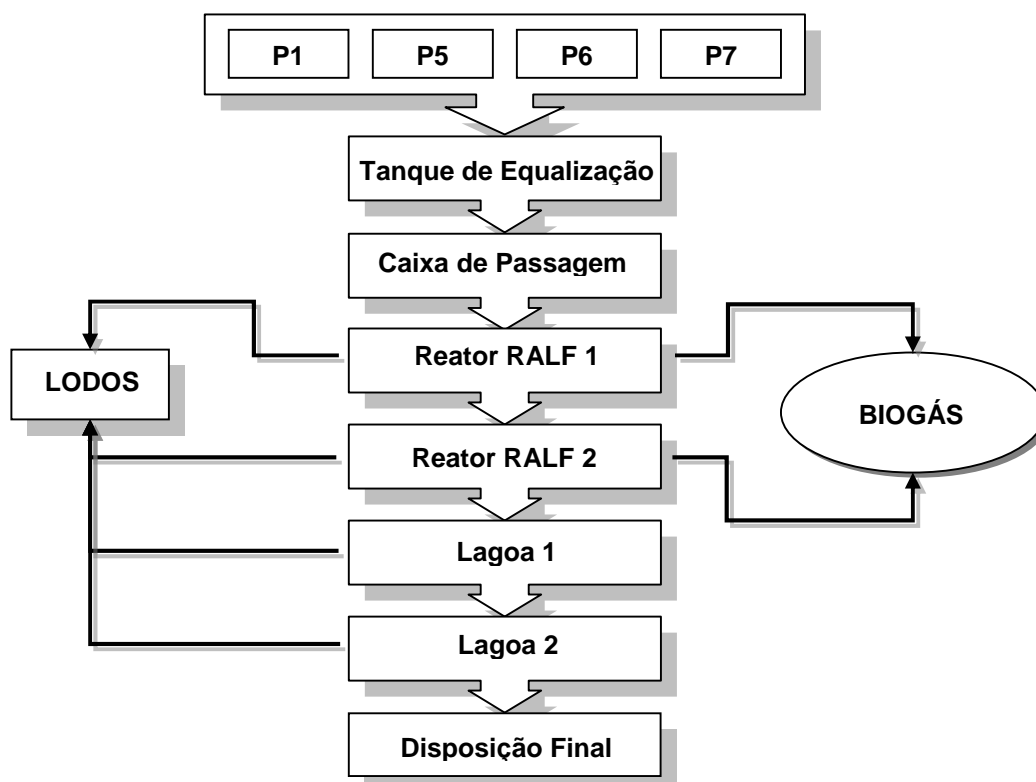 P1 P5 P6 P7
Tanque de Equalização
Caixa de Passagem
Reator RALF 1
LODOS
BIOGÁS
Reator RALF 2
Lagoa 1
Lagoa 2
Disposição Final